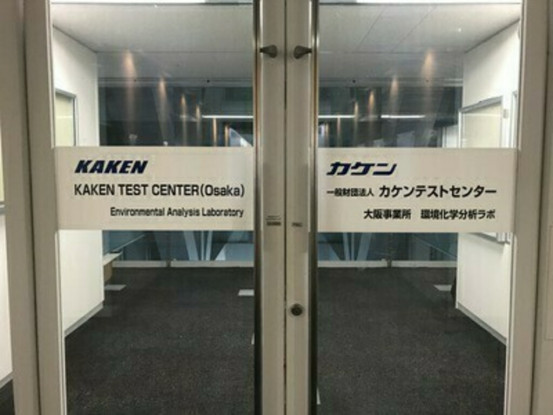 KAKEN
KAKEN TEST CENTER(Osaka)
Environmental Analysis Laboratory
カケン
一般財団法人 カケンテストセンター
大阪事業所 環境化学分析ラボ